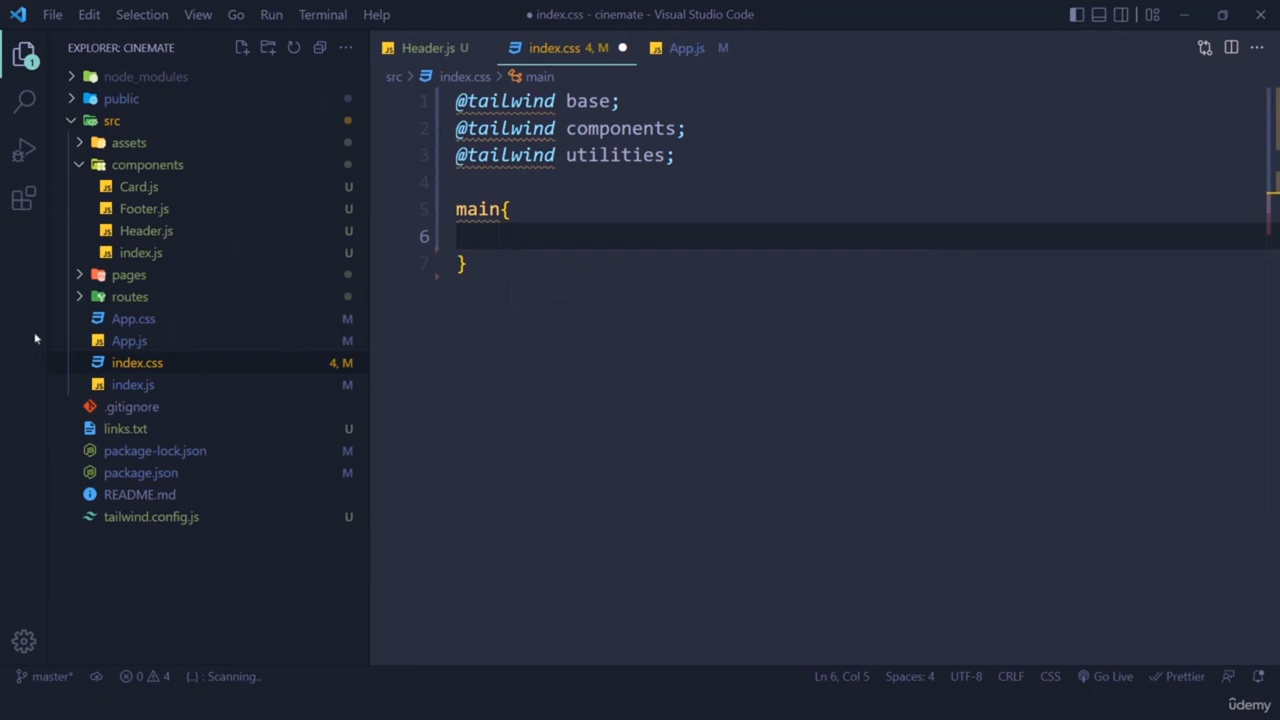 File Edit Selection View Go Run Terminal Help
● index.css - cinemate - Visual Studio Code
EXPLORER: CINEMATE
1
node_modules
public
src
assets
components
Card.js U
Footer.js U
Header.js U
index.js U
pages
routes
App.css M
App.js M
index.css 4, M
index.js M
.gitignore
links.txt U
package-lock.json M
package.json M
README.md
tailwind.config.js U
Header.js U index.css 4, M App.js M
src > index.css > main
1 @tailwind base;
2 @tailwind components;
3 @tailwind utilities;
4
5 main{
6
7 }
master* 0 4 {..} : Scanning..
Ln 6, Col 5 Spaces: 4 UTF-8 CRLF CSS Go Live Prettier
ûdemy